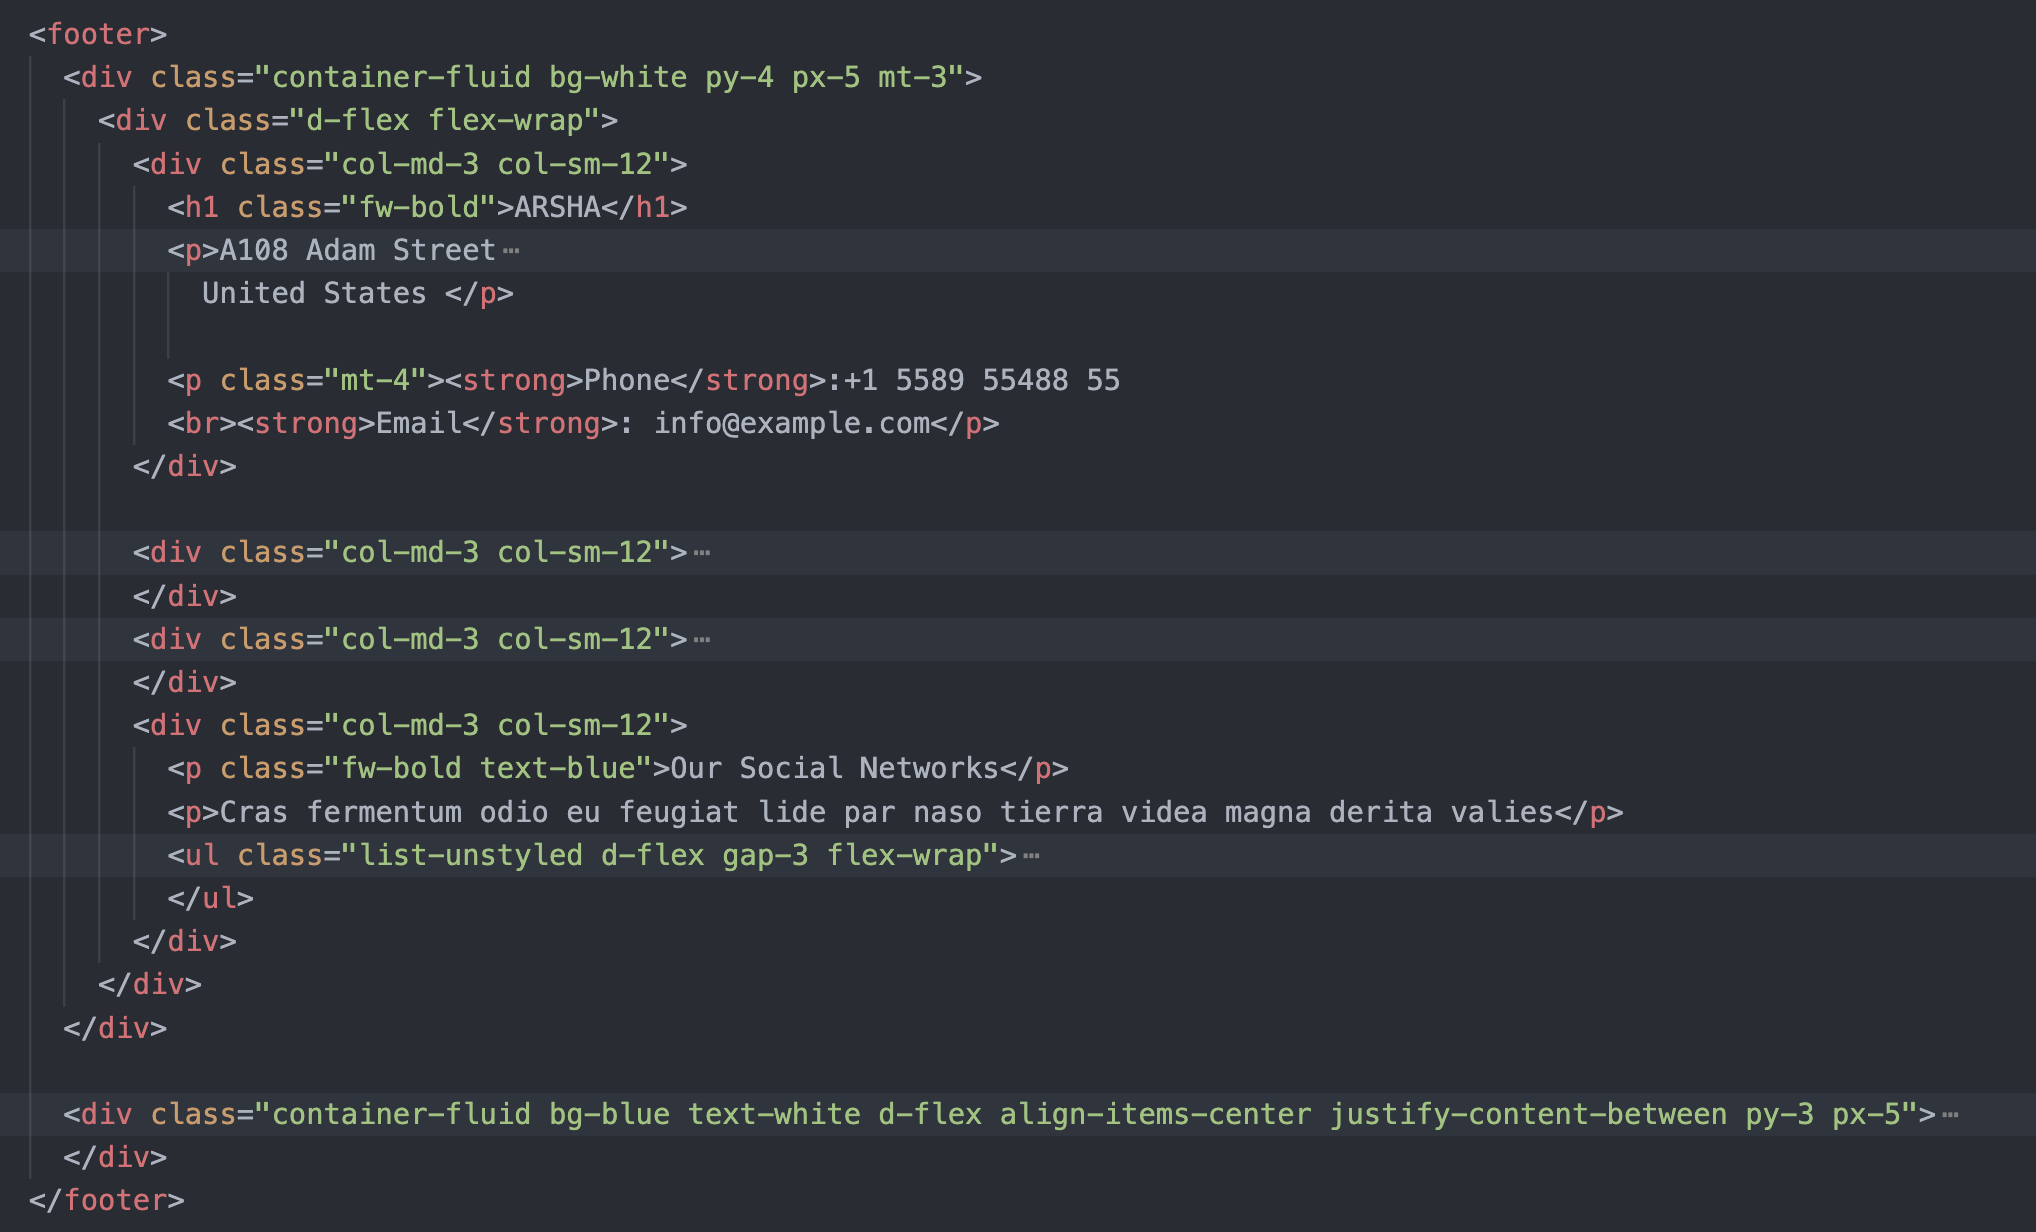 <footer>
<div class="container-fluid bg-white py-4 px-5 mt-3">
<div class="d-flex flex-wrap">
<div class="col-md-3 col-sm-12">
<h1 class="fw-bold">ARSHA</h1>
<p>A108 Adam Street…
United States </p>
<p class="mt-4"><strong>Phone</strong>:+1 5589 55488 55
<br><strong>Email</strong>: info@example.com</p>
</div>
<div class="col-md-3 col-sm-12">…
</div>
<div class="col-md-3 col-sm-12">…
</div>
<div class="col-md-3 col-sm-12">
<p class="fw-bold text-blue">Our Social Networks</p>
<p>Cras fermentum odio eu feugiat lide par naso tierra videa magna derita valies</p>
<ul class="list-unstyled d-flex gap-3 flex-wrap">…
</ul>
</div>
</div>
</div>
<div class="container-fluid bg-blue text-white d-flex align-items-center justify-content-between py-3 px-5">…
</div>
</footer>